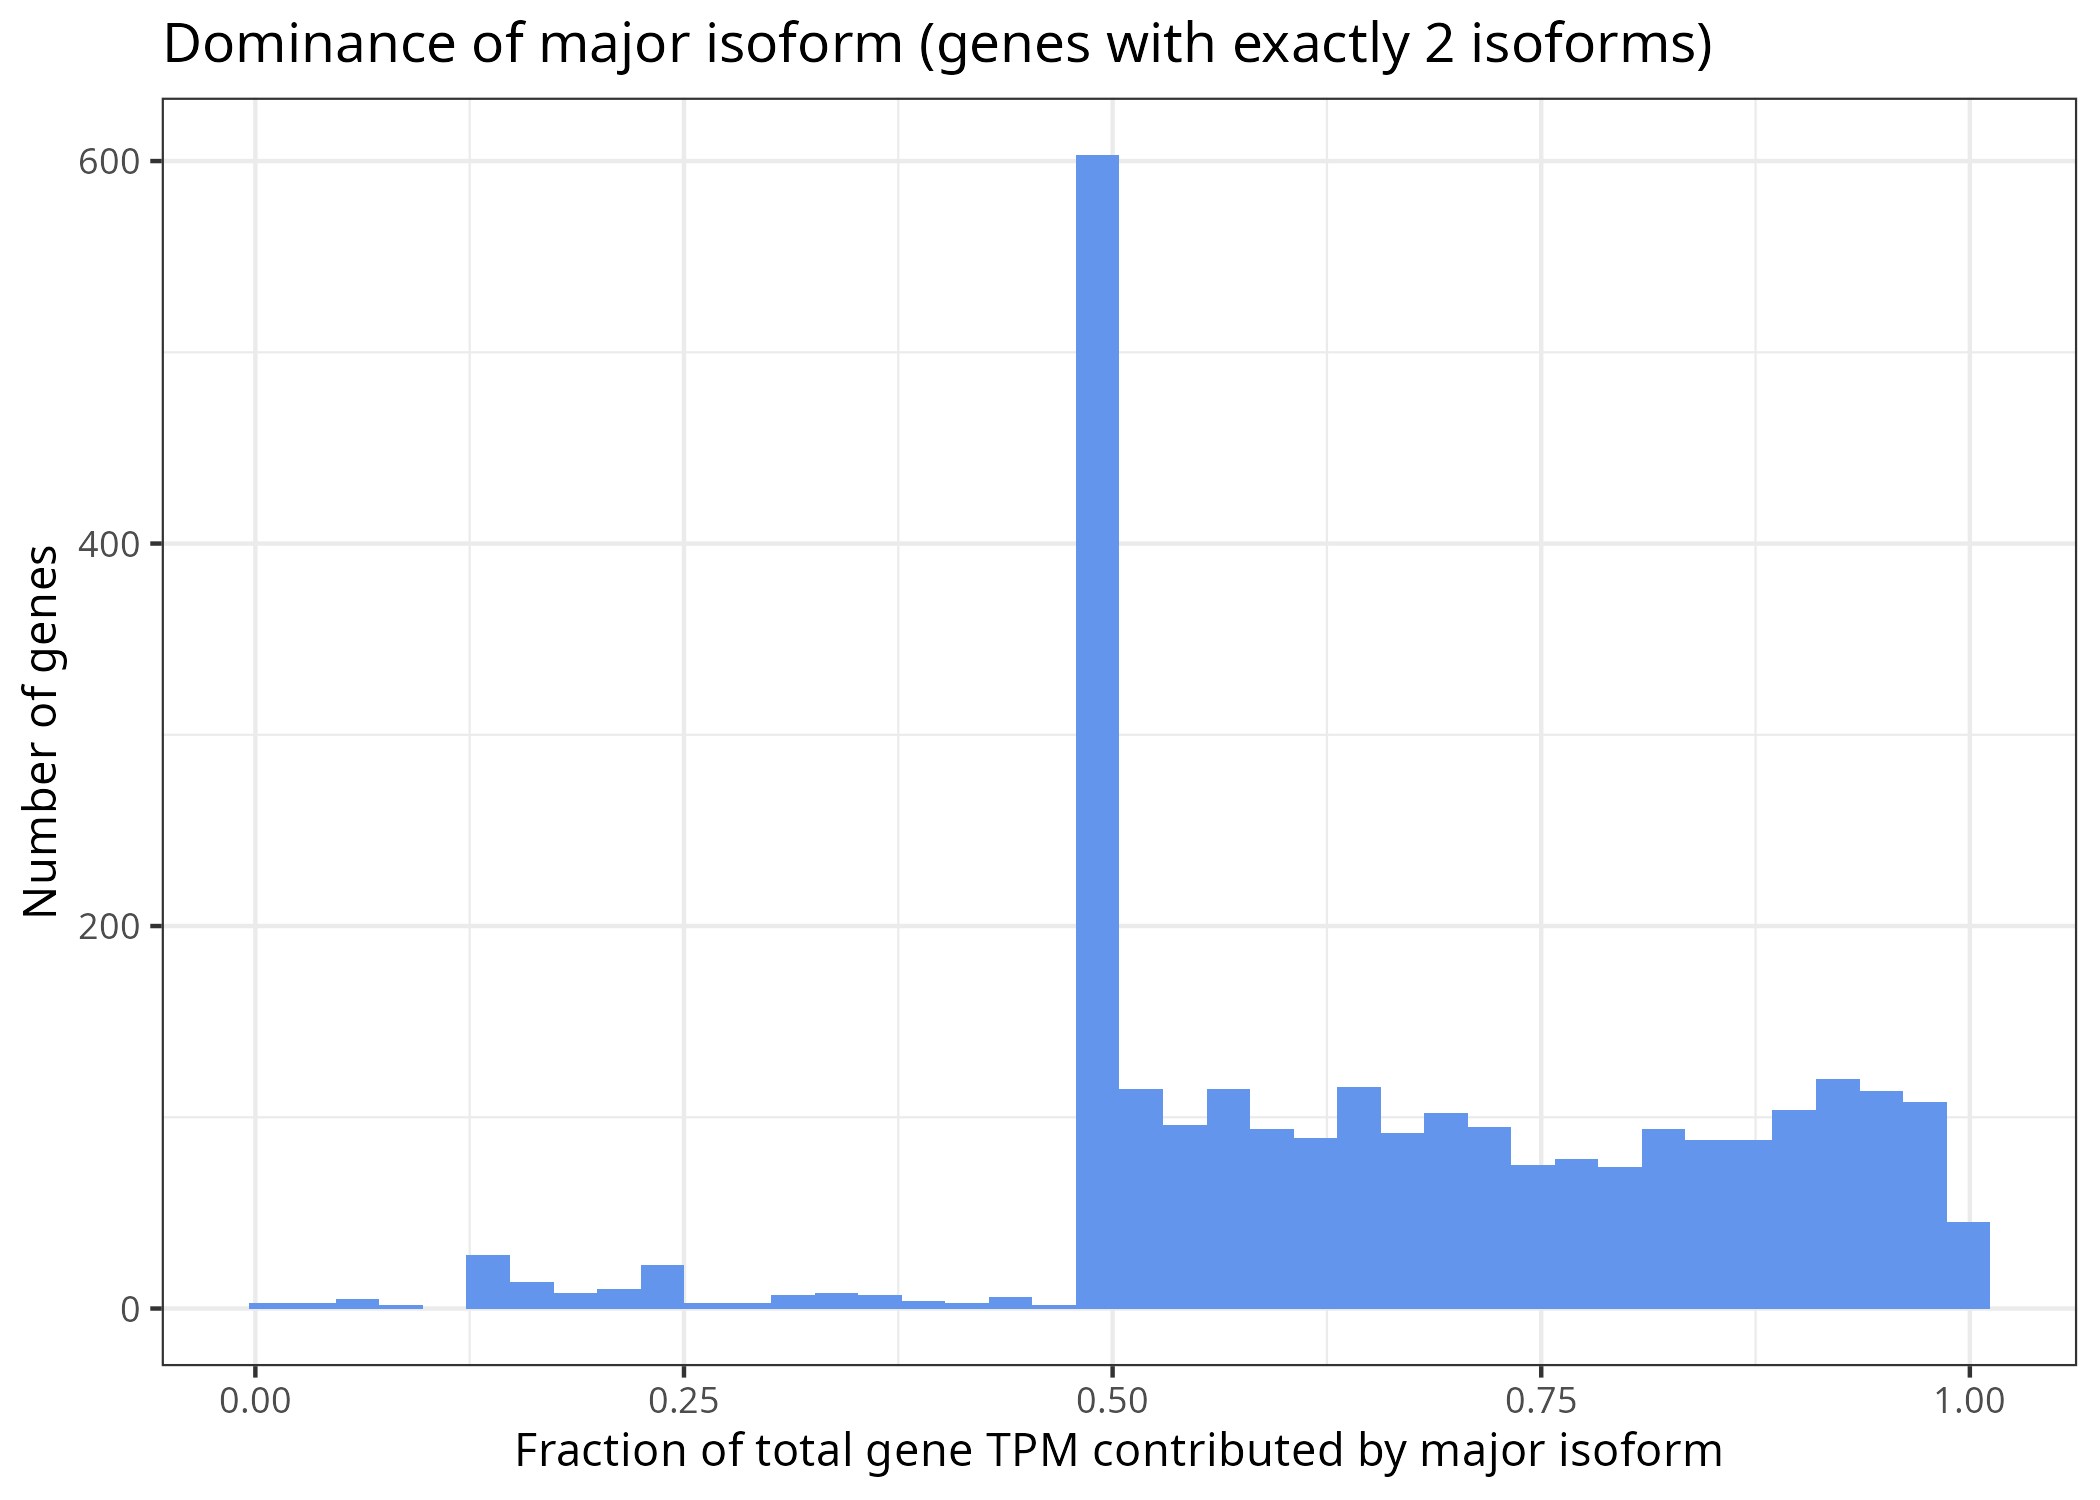 Dominance of major isoform (genes with exactly 2 isoforms)
Number of genes
600
400
200
0
0.00 0.25 0.50 0.75 1.00
Fraction of total gene TPM contributed by major isoform